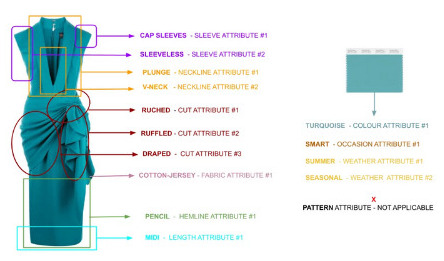 CAP SLEEVES - SLEEVE ATTRIBUTE #1
SLEEVELESS - SLEEVE ATTRIBUTE #2
PLUNGE - NECKLINE ATTRIBUTE #1
V-NECK - NECKLINE ATTRIBUTE #2
RUCHED - CUT ATTRIBUTE #1
RUFFLED - CUT ATTRIBUTE #2
DRAPED - CUT ATTRIBUTE #3
COTTON-JERSEY - FABRIC ATTRIBUTE #1
PENCIL - HEMLINE ATTRIBUTE #1
MIDI - LENGTH ATTRIBUTE #1
TURQUOISE - COLOUR ATTRIBUTE #1
SMART - OCCASION ATTRIBUTE #1
SUMMER - WEATHER ATTRIBUTE #1
SEASONAL - WEATHER ATTRIBUTE #2
X
PATTERN ATTRIBUTE - NOT APPLICABLE